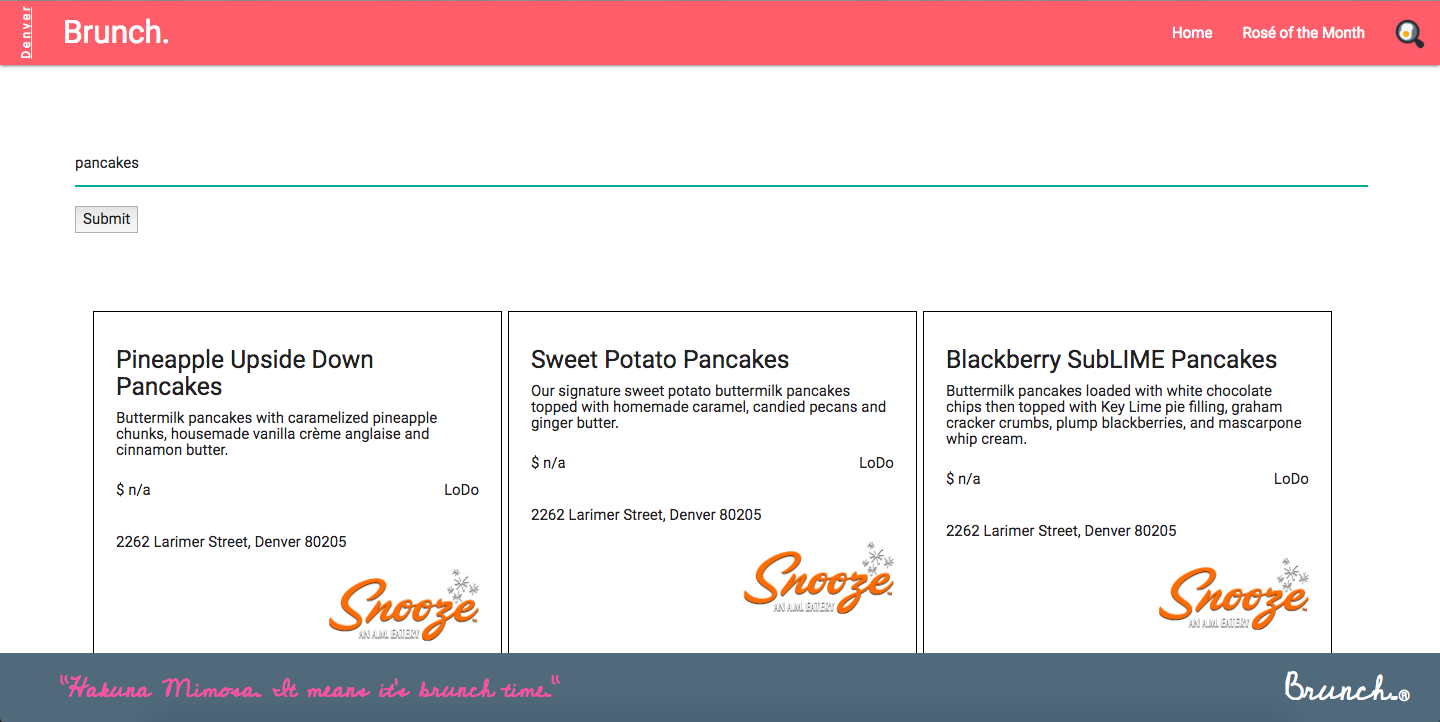 Denver
Brunch.
Home
Rosé of the Month
pancakes
Submit
Pineapple Upside Down
Pancakes
Buttermilk pancakes with caramelized pineapple
chunks, housemade vanilla crème anglaise and
cinnamon butter.
$ n/a
LoDo
2262 Larimer Street, Denver 80205
Snooze™
AN A.M. EATERY
Sweet Potato Pancakes
Our signature sweet potato buttermilk pancakes
topped with homemade caramel, candied pecans and
ginger butter.
$ n/a
LoDo
2262 Larimer Street, Denver 80205
Snooze™
AN A.M. EATERY
Blackberry SubLIME Pancakes
Buttermilk pancakes loaded with white chocolate
chips then topped with Key Lime pie filling, graham
cracker crumbs, plump blackberries, and mascarpone
whip cream.
$ n/a
LoDo
2262 Larimer Street, Denver 80205
Snooze™
AN A.M. EATERY
"Hakuna Mimosa. It means it's brunch time."
Brunch.®